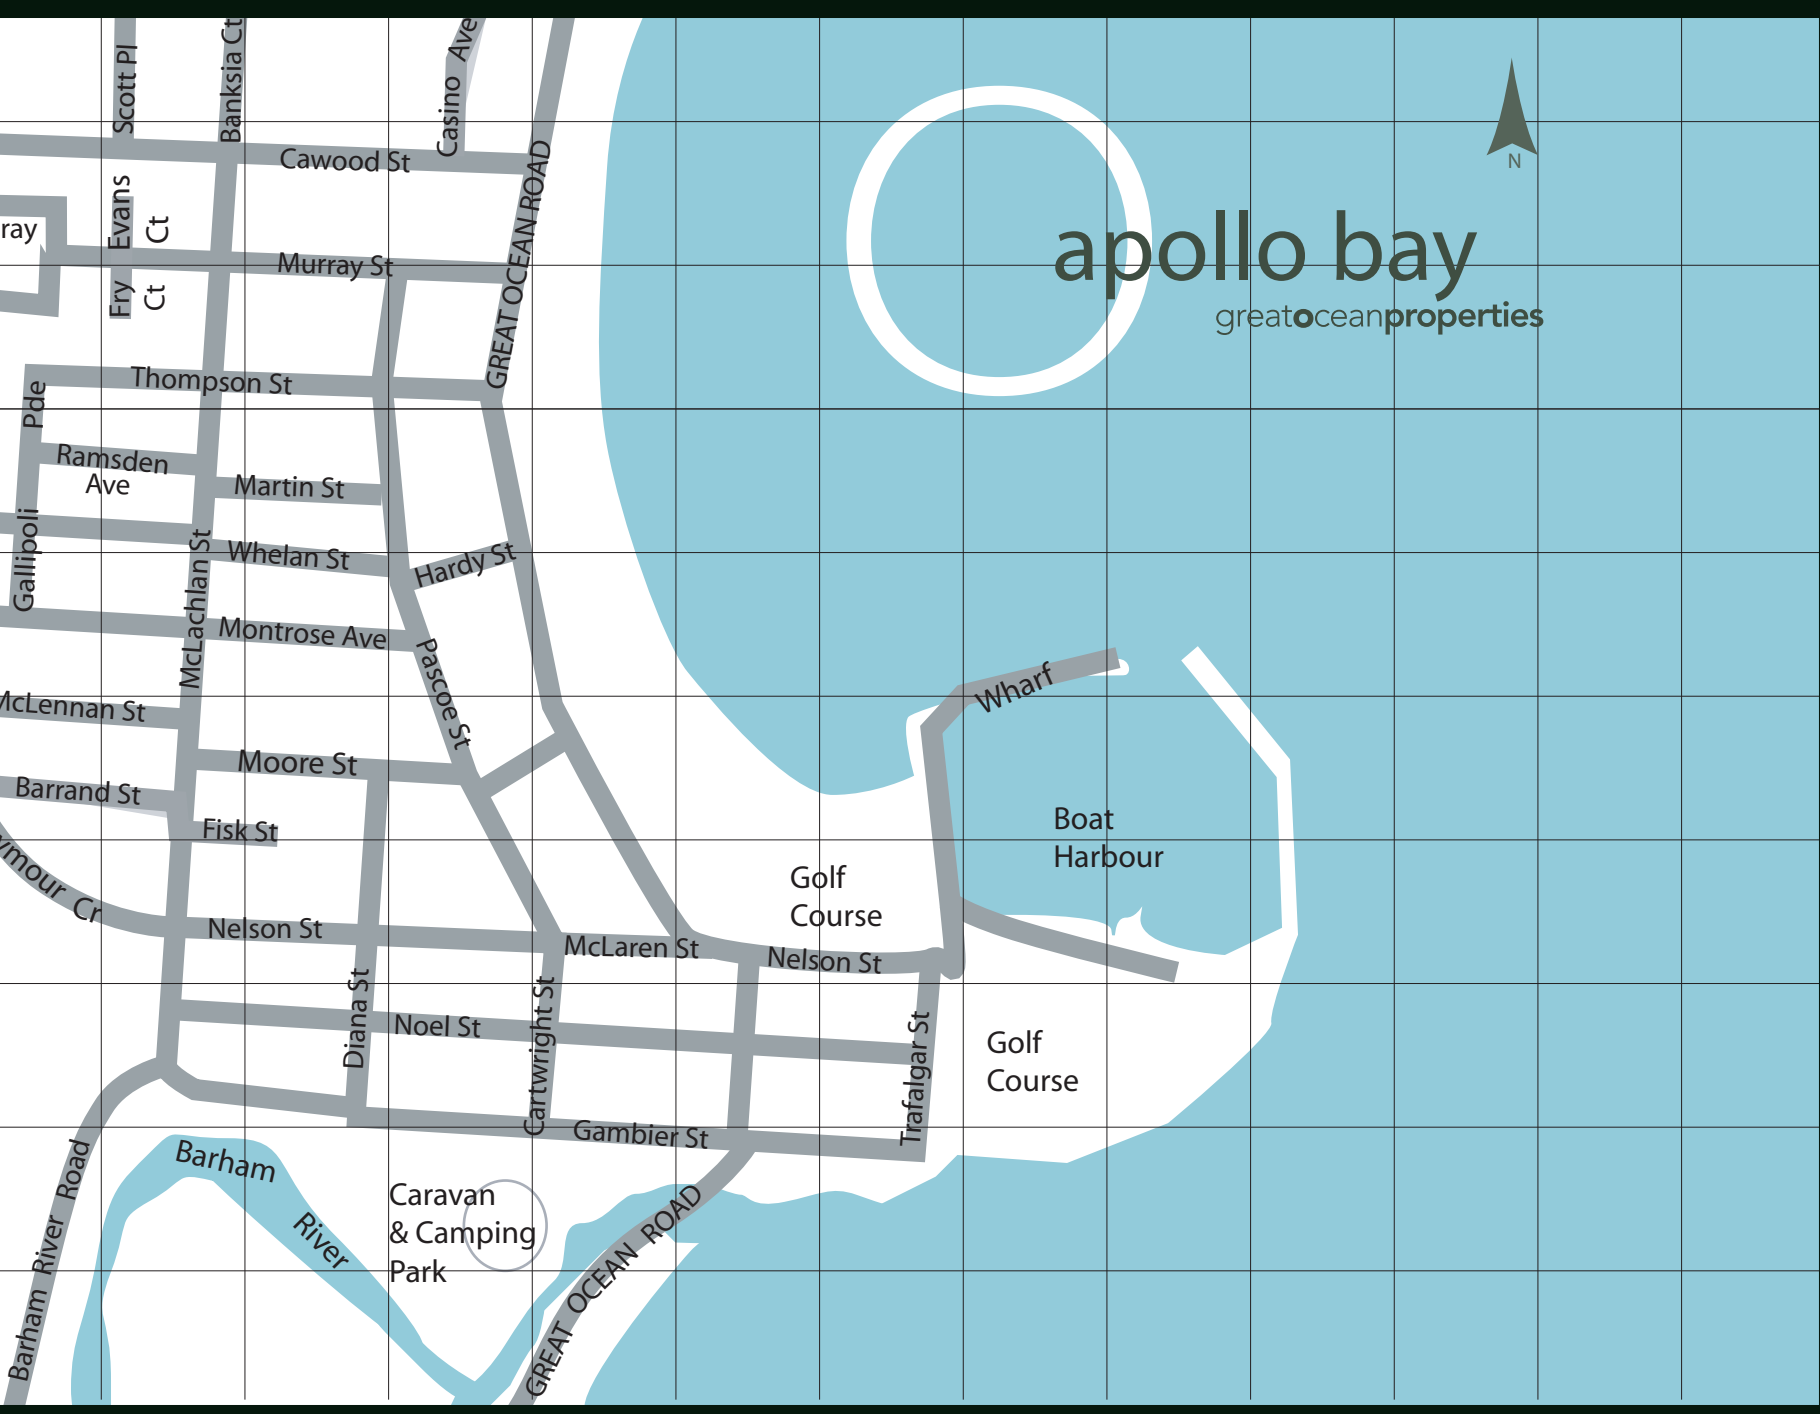 Scott Pl
Banksia Ct
Casino Ave
Cawood St
GREAT OCEAN ROAD
N
Evans
Ct
ray
apollo bay
greatoceanproperties
Murray St
Fry
Ct
Thompson St
Gallipoli Pde
Ramsden
Ave
Martin St
McLachlan St
Whelan St
Hardy St
Montrose Ave
Pascoe St
Wharf
McLennan St
Moore St
Barrand St
Fisk St
Boat
Harbour
ymour Cr
Golf
Course
Nelson St
McLaren St
Nelson St
Diana St
Noel St
Cartwright St
Trafalgar St
Golf
Course
Gambier St
Barham River Road
Barham
River
Caravan
& Camping
Park
GREAT OCEAN ROAD